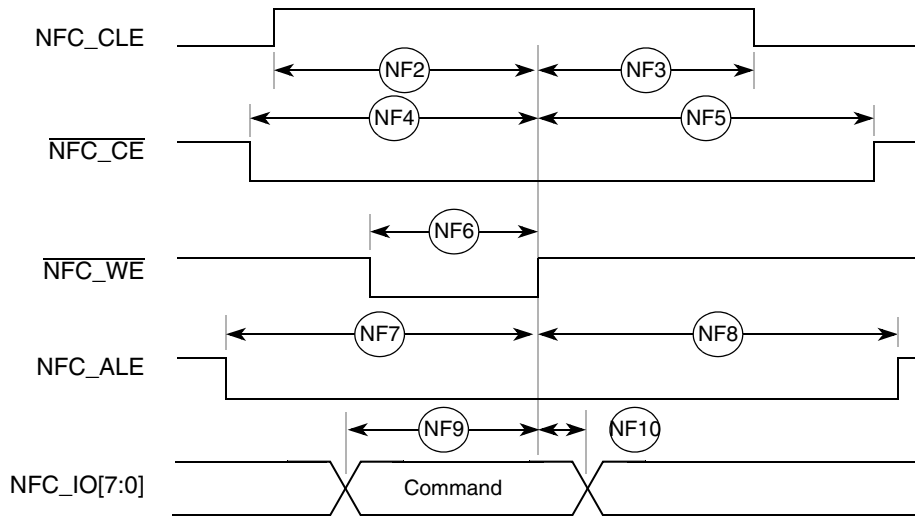 NFC_CLE
NF2
NF3
NF4
NF5
NFC_CE
NF6
NFC_WE
NF7
NF8
NFC_ALE
NF9
NF10
NFC_IO[7:0]
Command